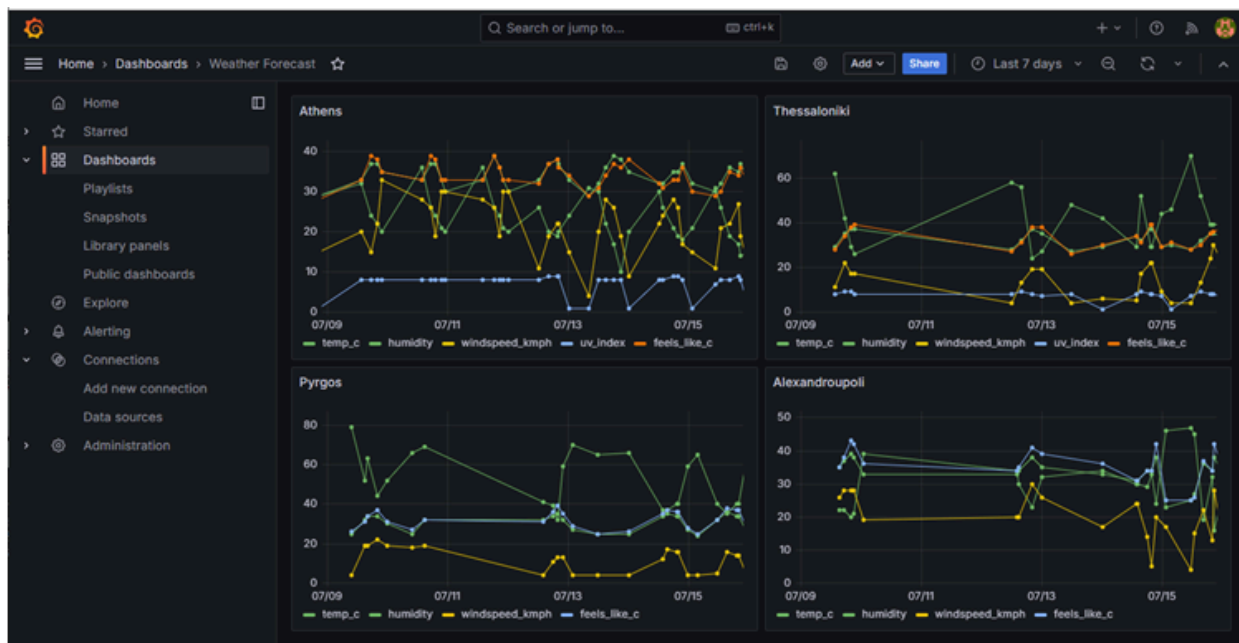 Search or jump to... ctrl+k
Home › Dashboards › Weather Forecast Add Share Last 7 days
Home
Starred
Dashboards
Playlists
Snapshots
Library panels
Public dashboards
Explore
Alerting
Connections
Add new connection
Data sources
Administration
Athens
40
30
20
10
0
07/09 07/11 07/13 07/15
temp_c humidity windspeed_kmph uv_index feels_like_c
Thessaloniki
60
40
20
0
07/09 07/11 07/13 07/15
temp_c humidity windspeed_kmph uv_index feels_like_c
Pyrgos
80
60
40
20
0
07/09 07/11 07/13 07/15
temp_c humidity windspeed_kmph feels_like_c
Alexandroupoli
50
40
30
20
10
0
07/09 07/11 07/13 07/15
temp_c humidity windspeed_kmph feels_like_c